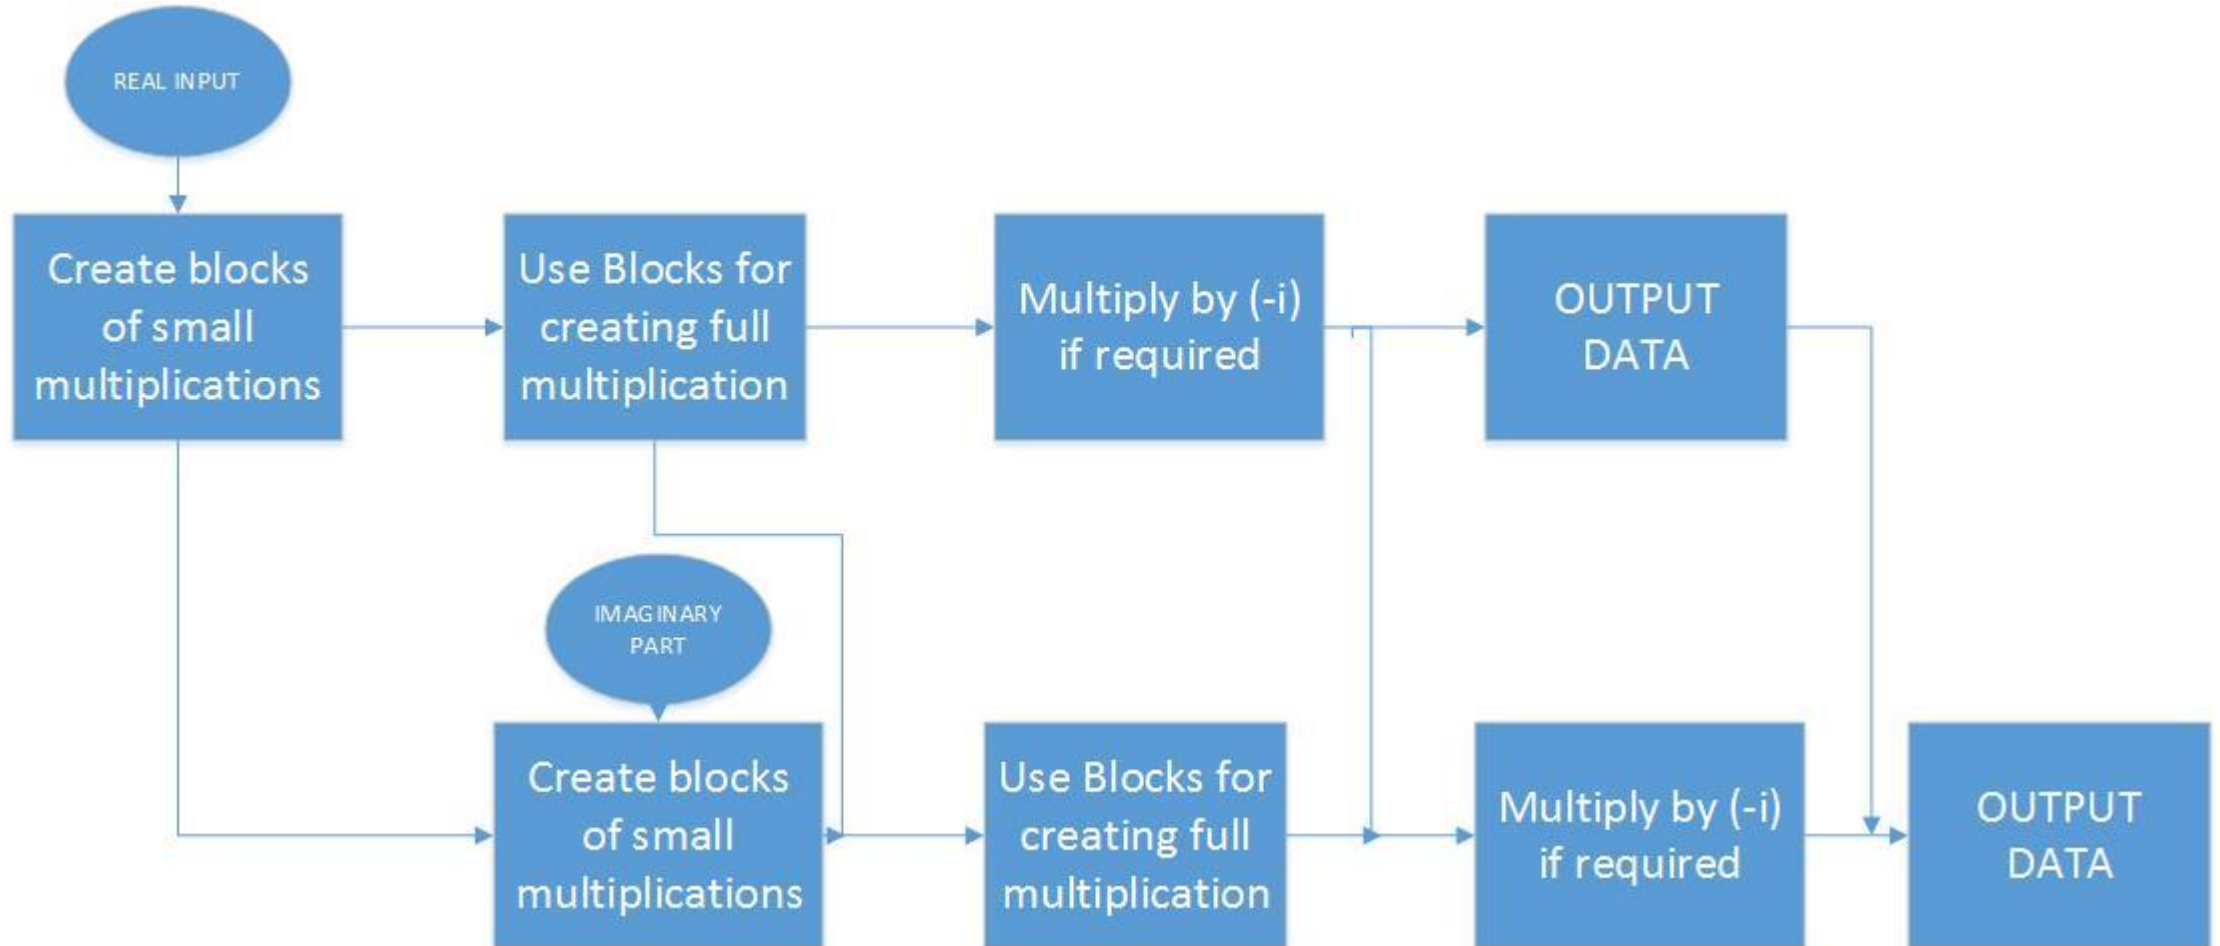 REAL INPUT
Create blocks
of small
multiplications
Use Blocks for
creating full
multiplication
Multiply by (-i)
if required
OUTPUT
DATA
IMAGINARY
PART
Create blocks
of small
multiplications
Use Blocks for
creating full
multiplication
Multiply by (-i)
if required
OUTPUT
DATA